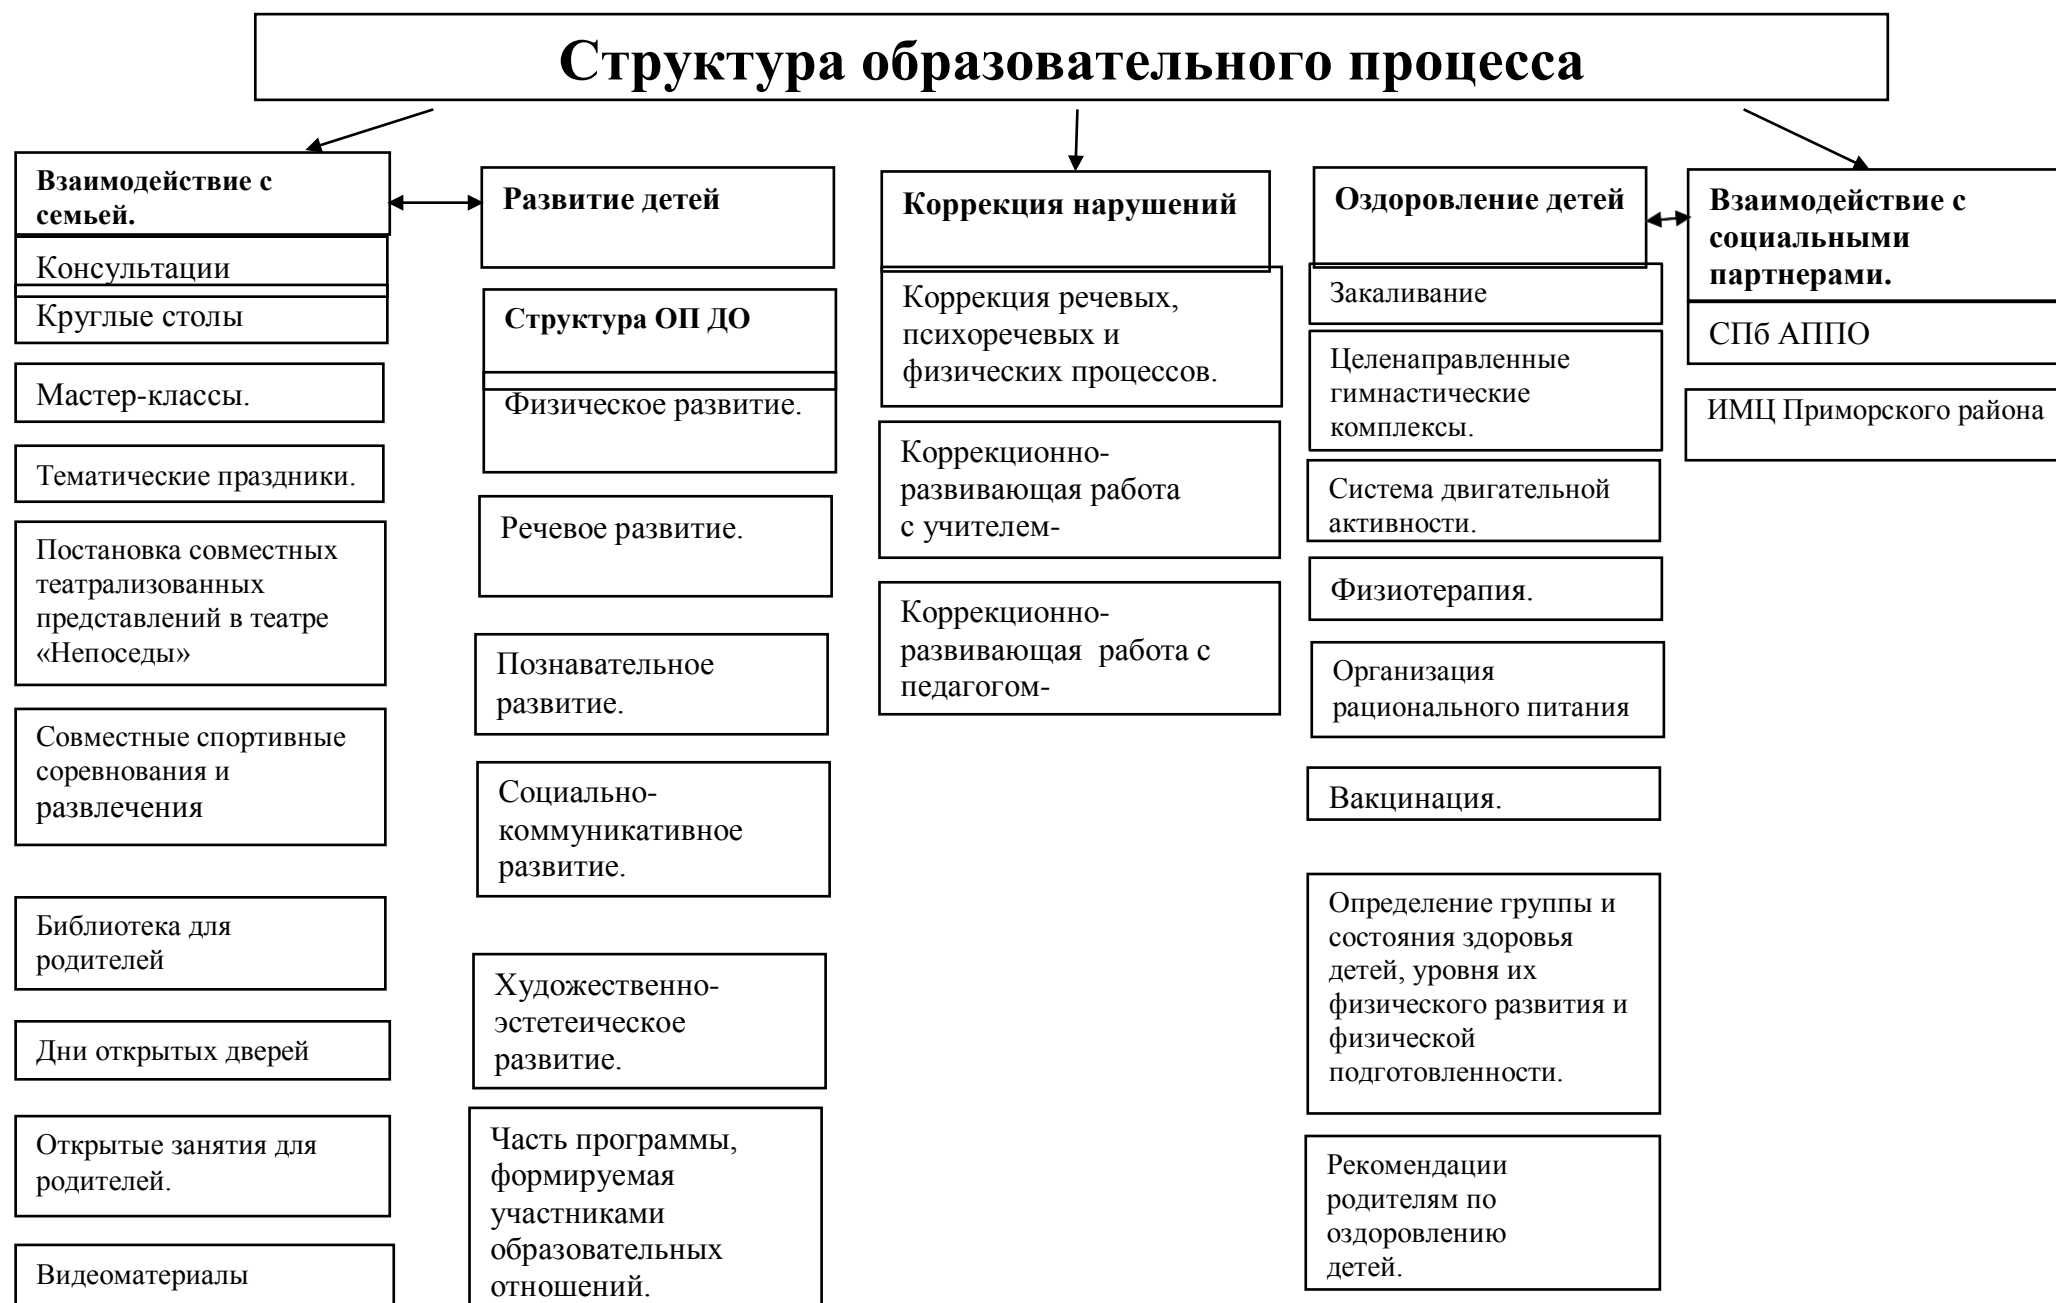 Структура образовательного процесса
Взаимодействие с
семьей.
Консультации
Круглые столы
Мастер-классы.
Тематические праздники.
Постановка совместных
театрализованных
представлений в театре
«Непоседы»
Совместные спортивные
соревнования и
развлечения
Библиотека для
родителей
Дни открытых дверей
Открытые занятия для
родителей.
Видеоматериалы
Развитие детей
Структура ОП ДО
Физическое развитие.
Речевое развитие.
Познавательное
развитие.
Социально-
коммуникативное
развитие.
Художественно-
эстетеическое
развитие.
Часть программы,
формируемая
участниками
образовательных
отношений.
Коррекция нарушений
Коррекция речевых,
психоречевых и
физических процессов.
Коррекционно-
развивающая работа
с учителем-
Коррекционно-
развивающая  работа с
педагогом-
Оздоровление детей
Закаливание
Целенаправленные
гимнастические
комплексы.
Система двигательной
активности.
Физиотерапия.
Организация
рационального питания
Вакцинация.
Определение группы и
состояния здоровья
детей, уровня их
физического развития и
физической
подготовленности.
Рекомендации
родителям по
оздоровлению
детей.
Взаимодействие с
социальными
партнерами.
СПб АППО
ИМЦ Приморского района